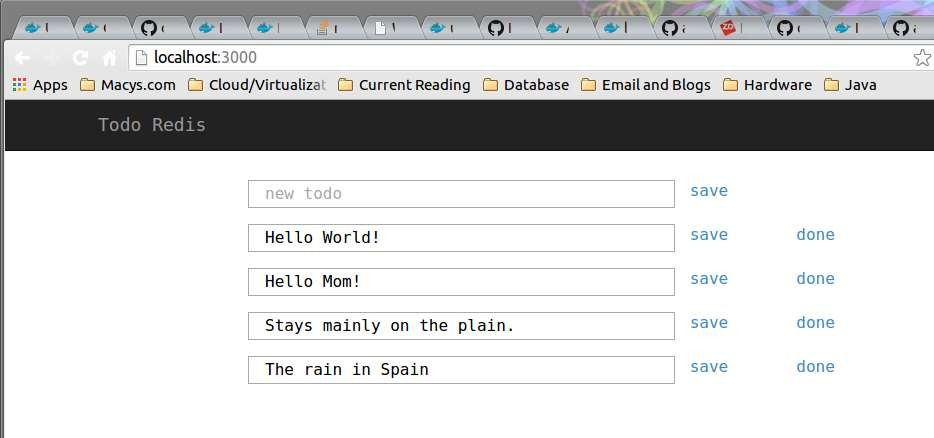 localhost:3000
Apps Macys.com Cloud/Virtualizat Current Reading Database Email and Blogs Hardware Java
Todo Redis
new todo save
Hello World! save done
Hello Mom! save done
Stays mainly on the plain. save done
The rain in Spain save done